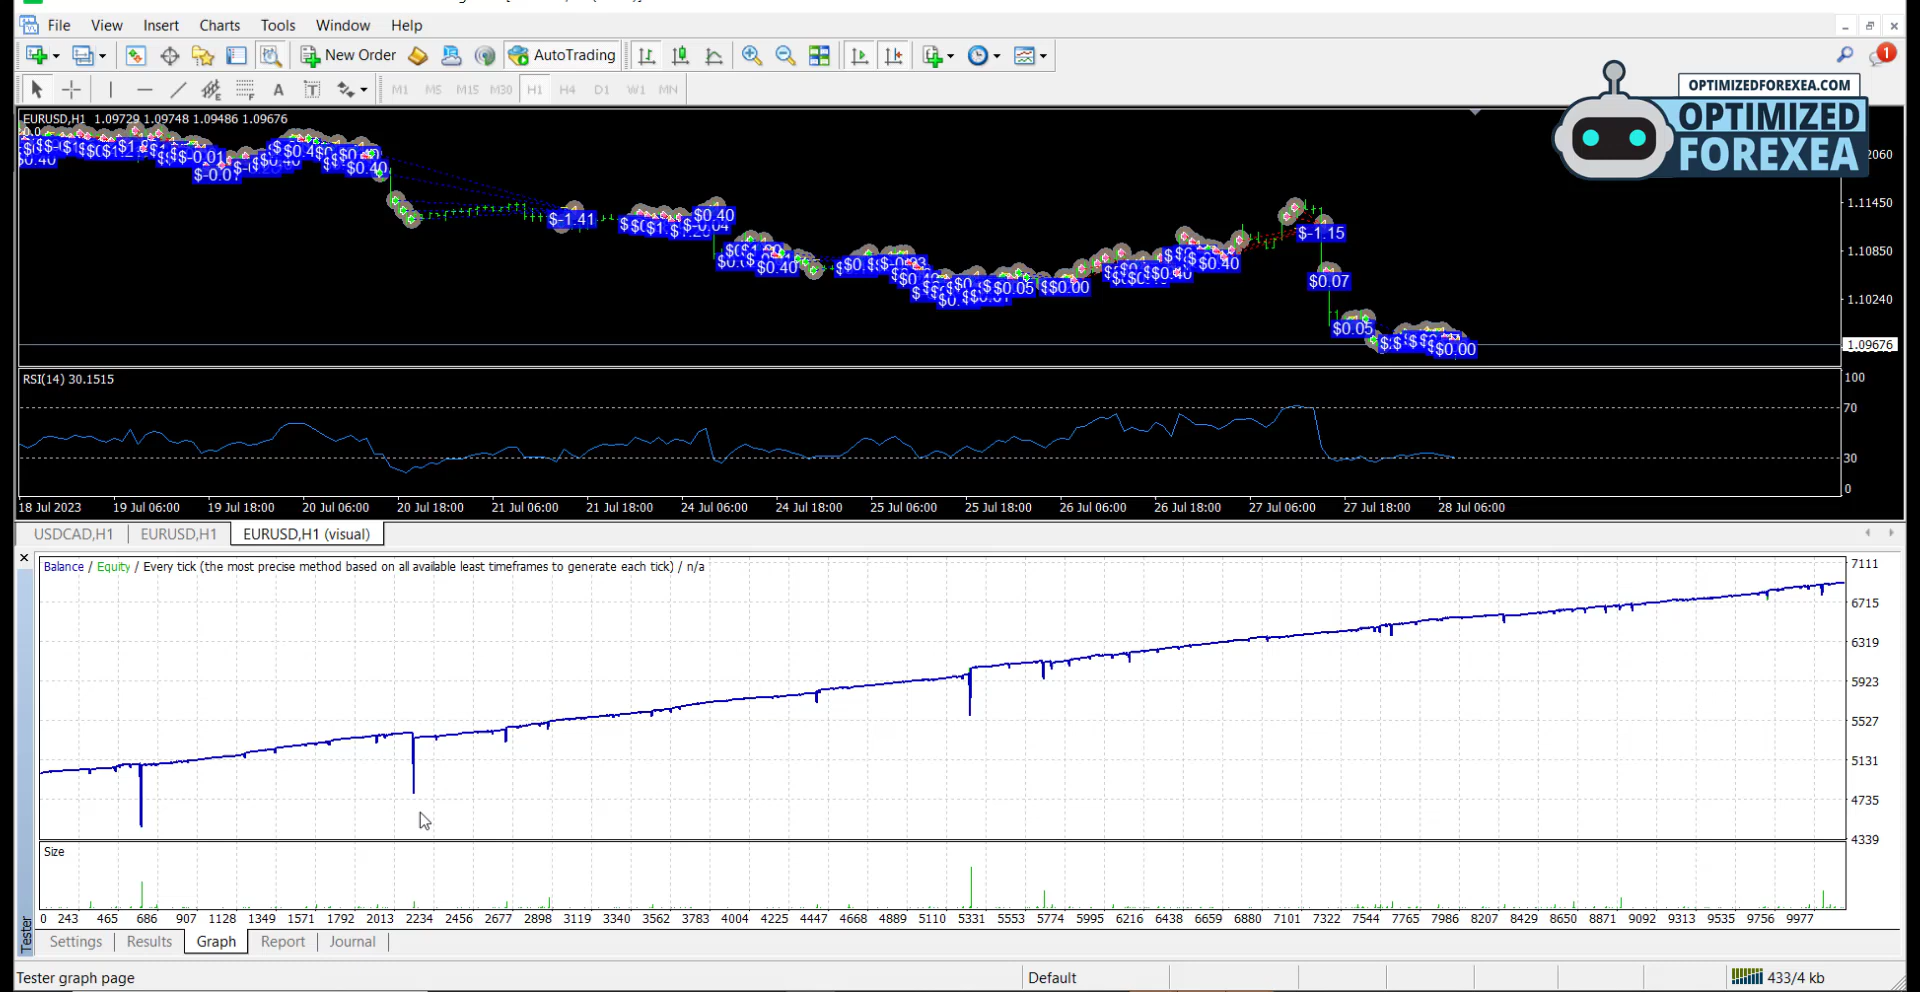 File View Insert Charts Tools Window Help
New Order AutoTrading
1
A T M1 M5 M15 M30 H1 H4 D1 W1 MN
OPTIMIZEDFOREXEA.COM
OPTIMIZED
FOREXEA
EURUSD,H1 1.09729 1.09748 1.09486 1.09676
$0.40
$-1.41
$0.40
$0.40
$0.05
$0.00
$0.40
$-1.15
$0.07
$0.05
$0.00
1.11450
1.10850
1.10240
1.09676
RSI(14) 30.1515
100
70
30
0
18 Jul 2023 19 Jul 06:00 19 Jul 18:00 20 Jul 06:00 20 Jul 18:00 21 Jul 06:00 21 Jul 18:00 24 Jul 06:00 24 Jul 18:00 25 Jul 06:00 25 Jul 18:00 26 Jul 06:00 26 Jul 18:00 27 Jul 06:00 27 Jul 18:00 28 Jul 06:00
USDCAD,H1 EURUSD,H1 EURUSD,H1 (visual)
Balance / Equity / Every tick (the most precise method based on all available least timeframes to generate each tick) / n/a
7111
6715
6319
5923
5527
5131
4735
4339
Size
0 243 465 686 907 1128 1349 1571 1792 2013 2234 2456 2677 2898 3119 3340 3562 3783 4004 4225 4447 4668 4889 5110 5331 5553 5774 5995 6216 6438 6659 6880 7101 7322 7544 7765 7986 8207 8429 8650 8871 9092 9313 9535 9756 9977
Tester
Settings Results Graph Report Journal
Tester graph page Default 433/4 kb